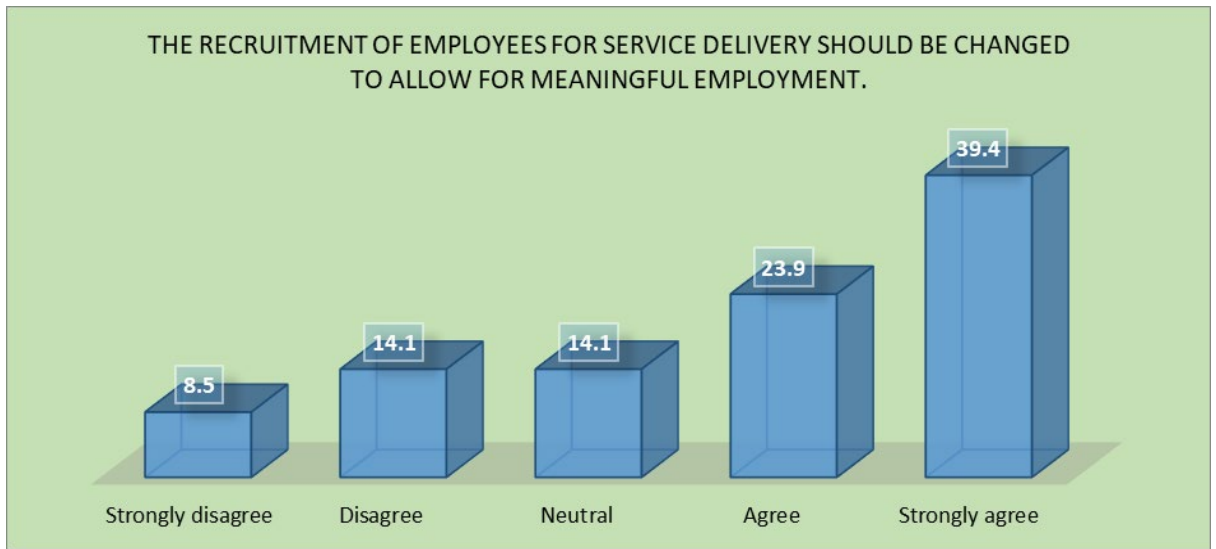 THE RECRUITMENT OF EMPLOYEES FOR SERVICE DELIVERY SHOULD BE CHANGED
TO ALLOW FOR MEANINGFUL EMPLOYMENT.
39.4
23.9
14.1
14.1
8.5
Strongly disagree
Disagree
Neutral
Agree
Strongly agree